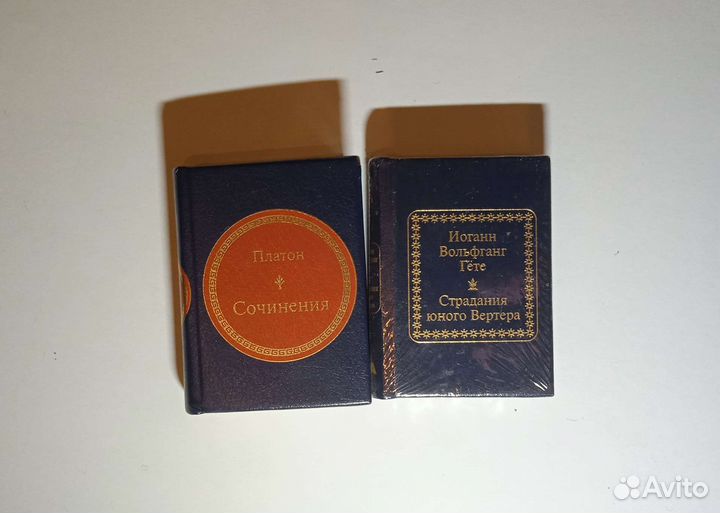 Платон
Сочинения
Иоганн
Вольфганг
Гёте
Страдания
юного Вертера
Avito